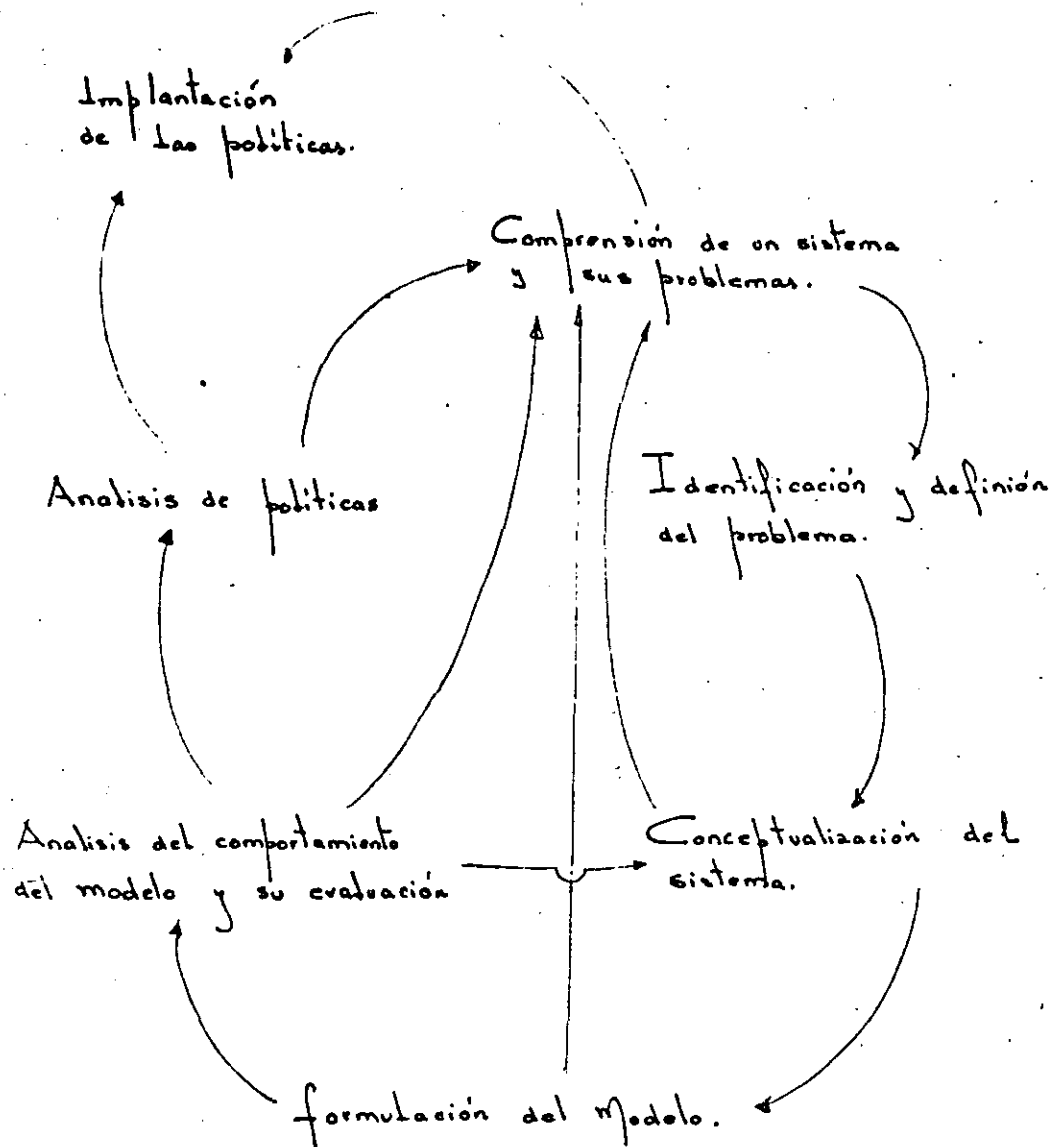 Implantación
de las políticas.
Comprensión de un sistema
y sus problemas.
Analisis de políticas
Identificación y definión
del problema.
Analisis del comportamiento
del modelo y su evaluación
Conceptualización del
sistema.
formulación del Modelo.